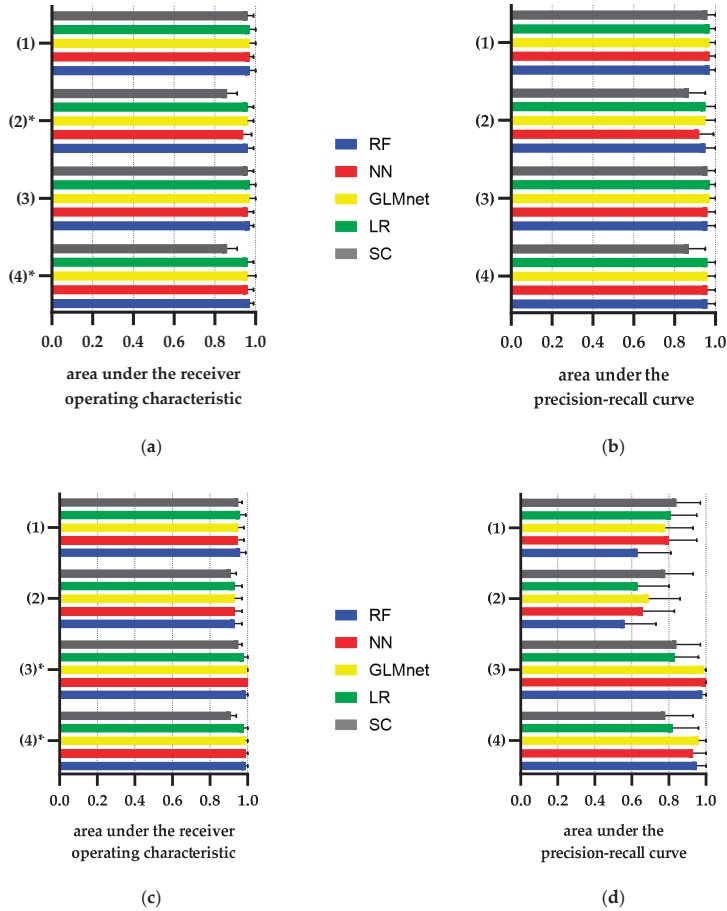 (1)
(2)*
(3)
(4)*
0.0 0.2 0.4 0.6 0.8 1.0
area under the receiver
operating characteristic
(a)
RF
NN
GLMnet
LR
SC
(1)
(2)
(3)
(4)
0.0 0.2 0.4 0.6 0.8 1.0
area under the
precision-recall curve
(b)
(1)
(2)
(3)*
(4)*
0.0 0.2 0.4 0.6 0.8 1.0
area under the receiver
operating characteristic
(c)
RF
NN
GLMnet
LR
SC
(1)
(2)
(3)
(4)
0.0 0.2 0.4 0.6 0.8 1.0
area under the
precision-recall curve
(d)